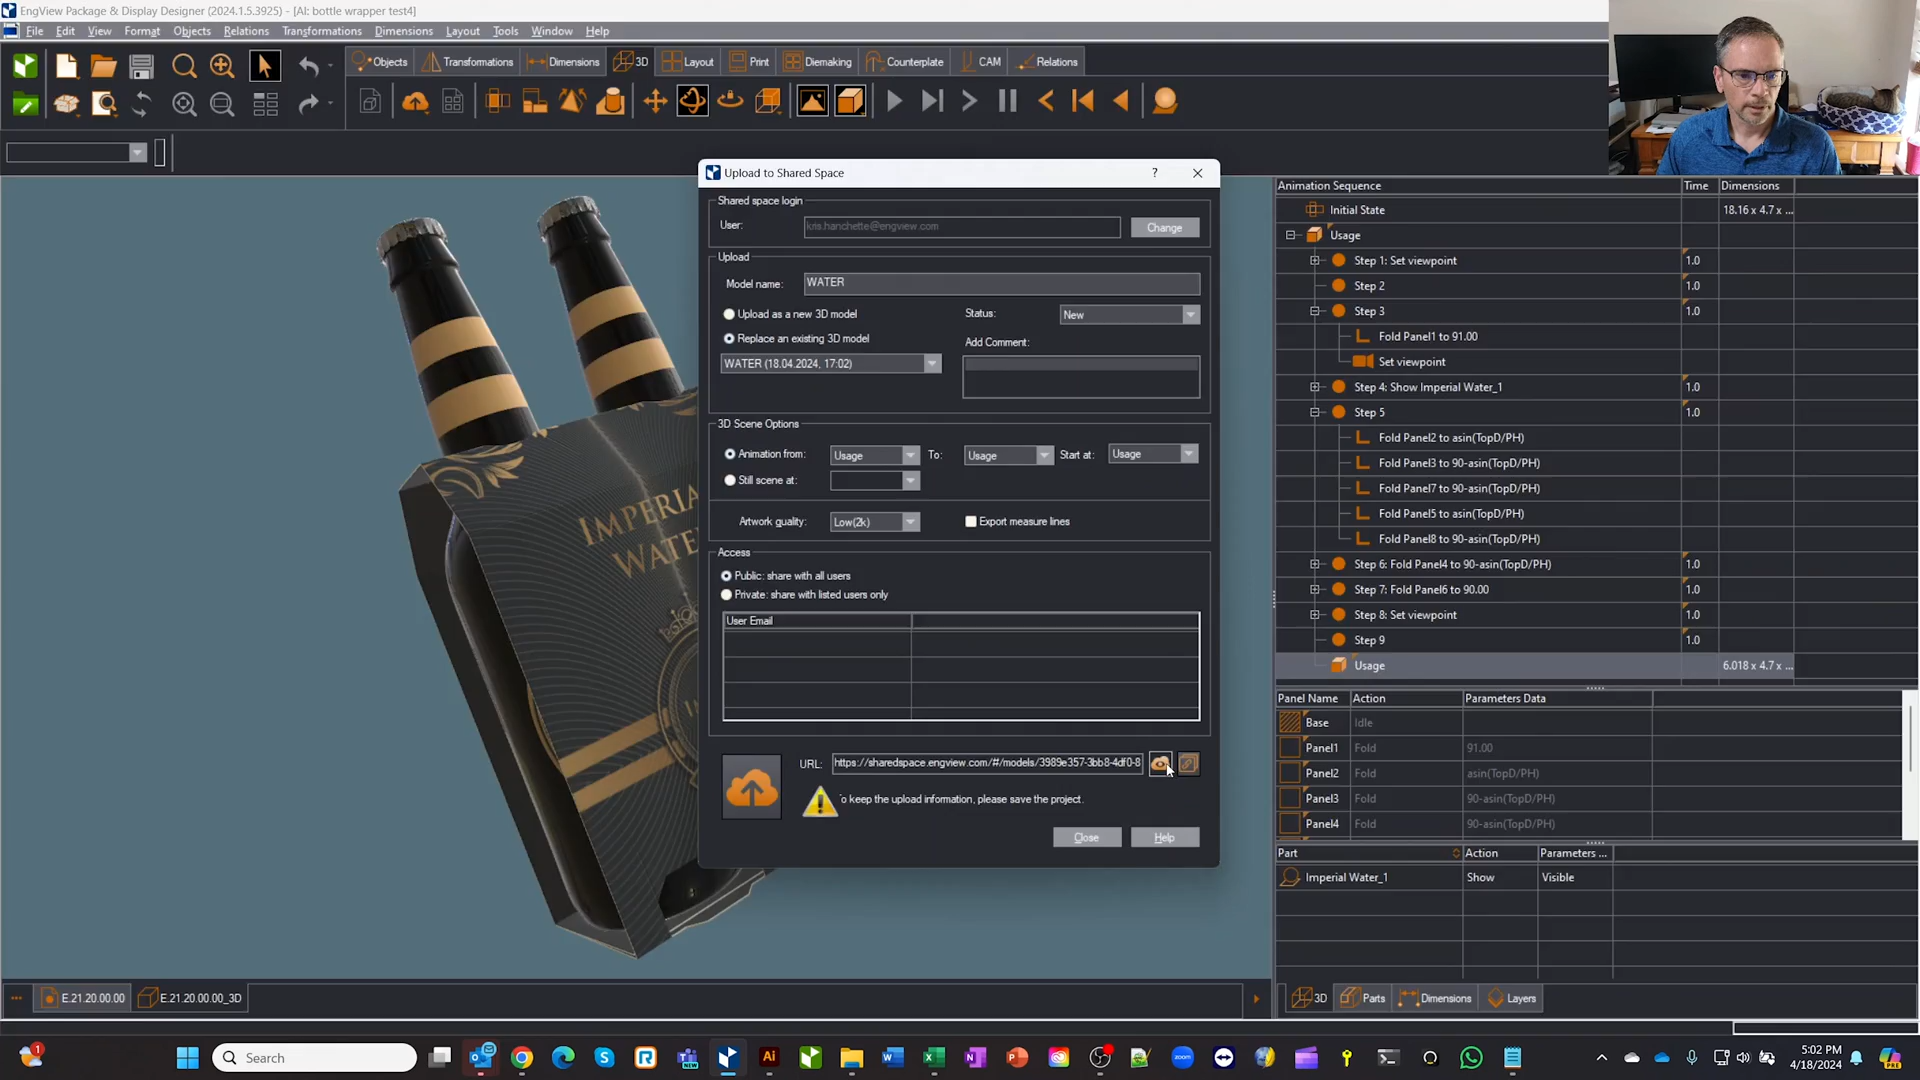 EngView Package & Display Designer (2024.1.5.3925) - [AI: bottle wrapper test4]
File Edit View Format Objects Relations Transformations Dimensions Layout Tools Window Help
Objects Transformations Dimensions 3D Layout Print Diemaking Counterplate CAM Relations
Upload to Shared Space
?
Shared space login
User: kris.hanchette@engview.com Change
Upload
Model name: WATER
Upload as a new 3D model
Status: New
Replace an existing 3D model
Add Comment:
WATER (18.04.2024, 17:02)
3D Scene Options
Animation from: Usage To: Usage Start at: Usage
Still scene at:
Artwork quality: Low(2k) Export measure lines
Access
Public: share with all users
Private: share with listed users only
User Email
URL: https://sharedspace.engview.com/#/models/3989e357-3bb8-4df0-8
o keep the upload information, please save the project.
Close Help
IMPERIA
WATE
Animation Sequence Time Dimensions
Initial State 18.16 x 4.7 x ...
Usage
Step 1: Set viewpoint 1.0
Step 2 1.0
Step 3 1.0
Fold Panel1 to 91.00
Set viewpoint
Step 4: Show Imperial Water_1 1.0
Step 5 1.0
Fold Panel2 to asin(TopD/PH)
Fold Panel3 to 90-asin(TopD/PH)
Fold Panel7 to 90-asin(TopD/PH)
Fold Panel5 to asin(TopD/PH)
Fold Panel8 to 90-asin(TopD/PH)
Step 6: Fold Panel4 to 90-asin(TopD/PH) 1.0
Step 7: Fold Panel6 to 90.00 1.0
Step 8: Set viewpoint 1.0
Step 9 1.0
Usage 6.018 x 4.7 x ...
Panel Name Action Parameters Data
Base Idle
Panel1 Fold 91.00
Panel2 Fold asin(TopD/PH)
Panel3 Fold 90-asin(TopD/PH)
Panel4 Fold 90-asin(TopD/PH)
Part Action Parameters ...
Imperial Water_1 Show Visible
... E.21.20.00.00 E.21.20.00.00_3D
3D Parts Dimensions Layers
1 Search
5:02 PM
4/18/2024